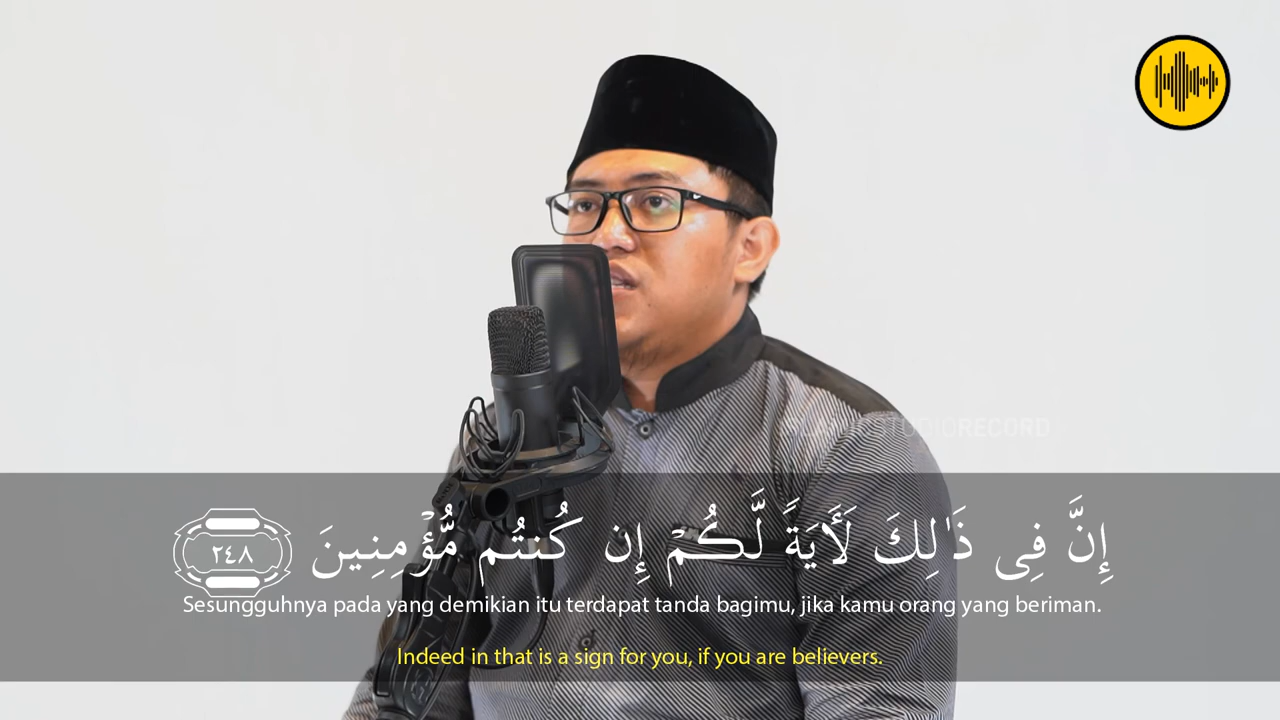 STUDIORECORD
إِنَّ فِى ذَٰلِكَ لَأَيَةً لَّكُمْ إِن كُنتُم مُّؤْمِنِينَ ٢٤٨
Sesungguhnya pada yang demikian itu terdapat tanda bagimu, jika kamu orang yang beriman.
Indeed in that is a sign for you, if you are believers.